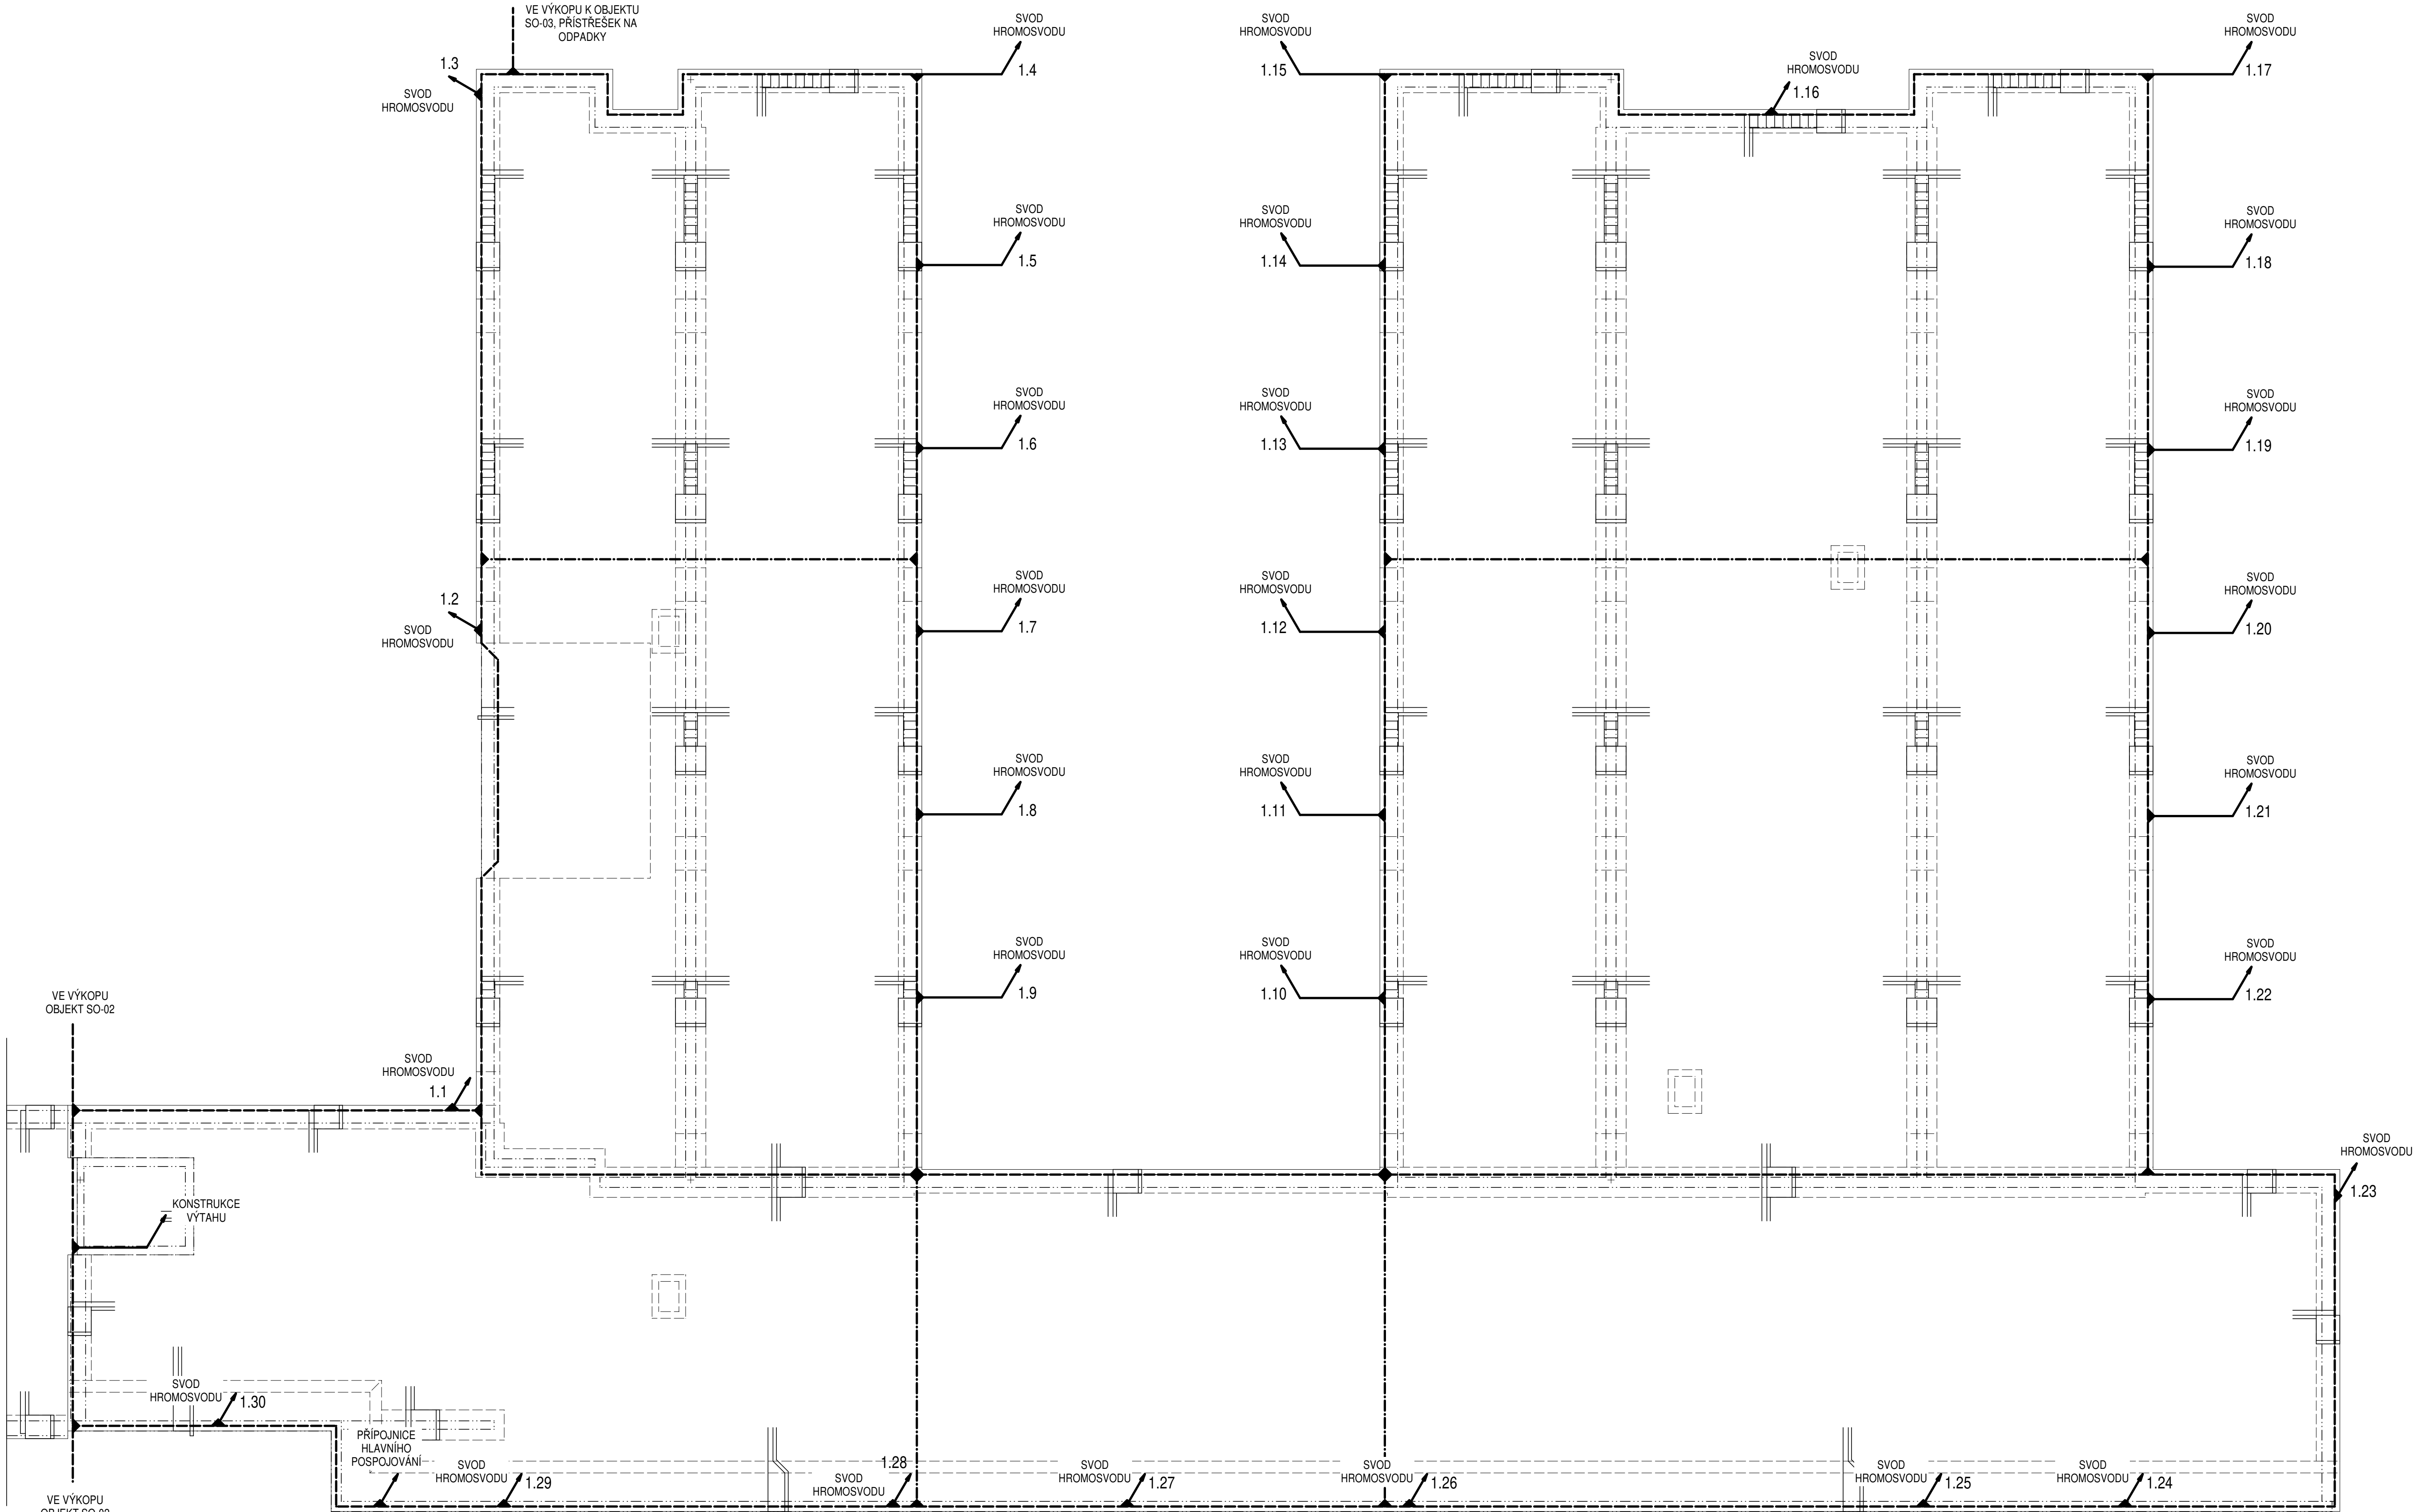 VE VÝKOPU K OBJEKTU
SO-03, PŘÍSTŘEŠEK NA
ODPADKY
1.3
SVOD
HROMOSVODU
SVOD
HROMOSVODU
1.4
SVOD
HROMOSVODU
1.15
SVOD
HROMOSVODU
1.16
SVOD
HROMOSVODU
1.17
SVOD
HROMOSVODU
1.5
SVOD
HROMOSVODU
1.14
SVOD
HROMOSVODU
1.18
SVOD
HROMOSVODU
1.6
SVOD
HROMOSVODU
1.13
SVOD
HROMOSVODU
1.19
1.2
SVOD
HROMOSVODU
SVOD
HROMOSVODU
1.7
SVOD
HROMOSVODU
1.12
SVOD
HROMOSVODU
1.20
SVOD
HROMOSVODU
1.8
SVOD
HROMOSVODU
1.11
SVOD
HROMOSVODU
1.21
SVOD
HROMOSVODU
1.9
SVOD
HROMOSVODU
1.10
SVOD
HROMOSVODU
1.22
VE VÝKOPU
OBJEKT SO-02
SVOD
HROMOSVODU
1.1
SVOD
HROMOSVODU
1.23
KONSTRUKCE
VÝTAHU
SVOD
HROMOSVODU
1.30
PŘÍPOJNICE
HLAVNÍHO
POSPOJOVÁNÍ
SVOD
HROMOSVODU
1.29
1.28
SVOD
HROMOSVODU
SVOD
HROMOSVODU
1.27
SVOD
HROMOSVODU
1.26
SVOD
HROMOSVODU
1.25
SVOD
HROMOSVODU
1.24
VE VÝKOPU